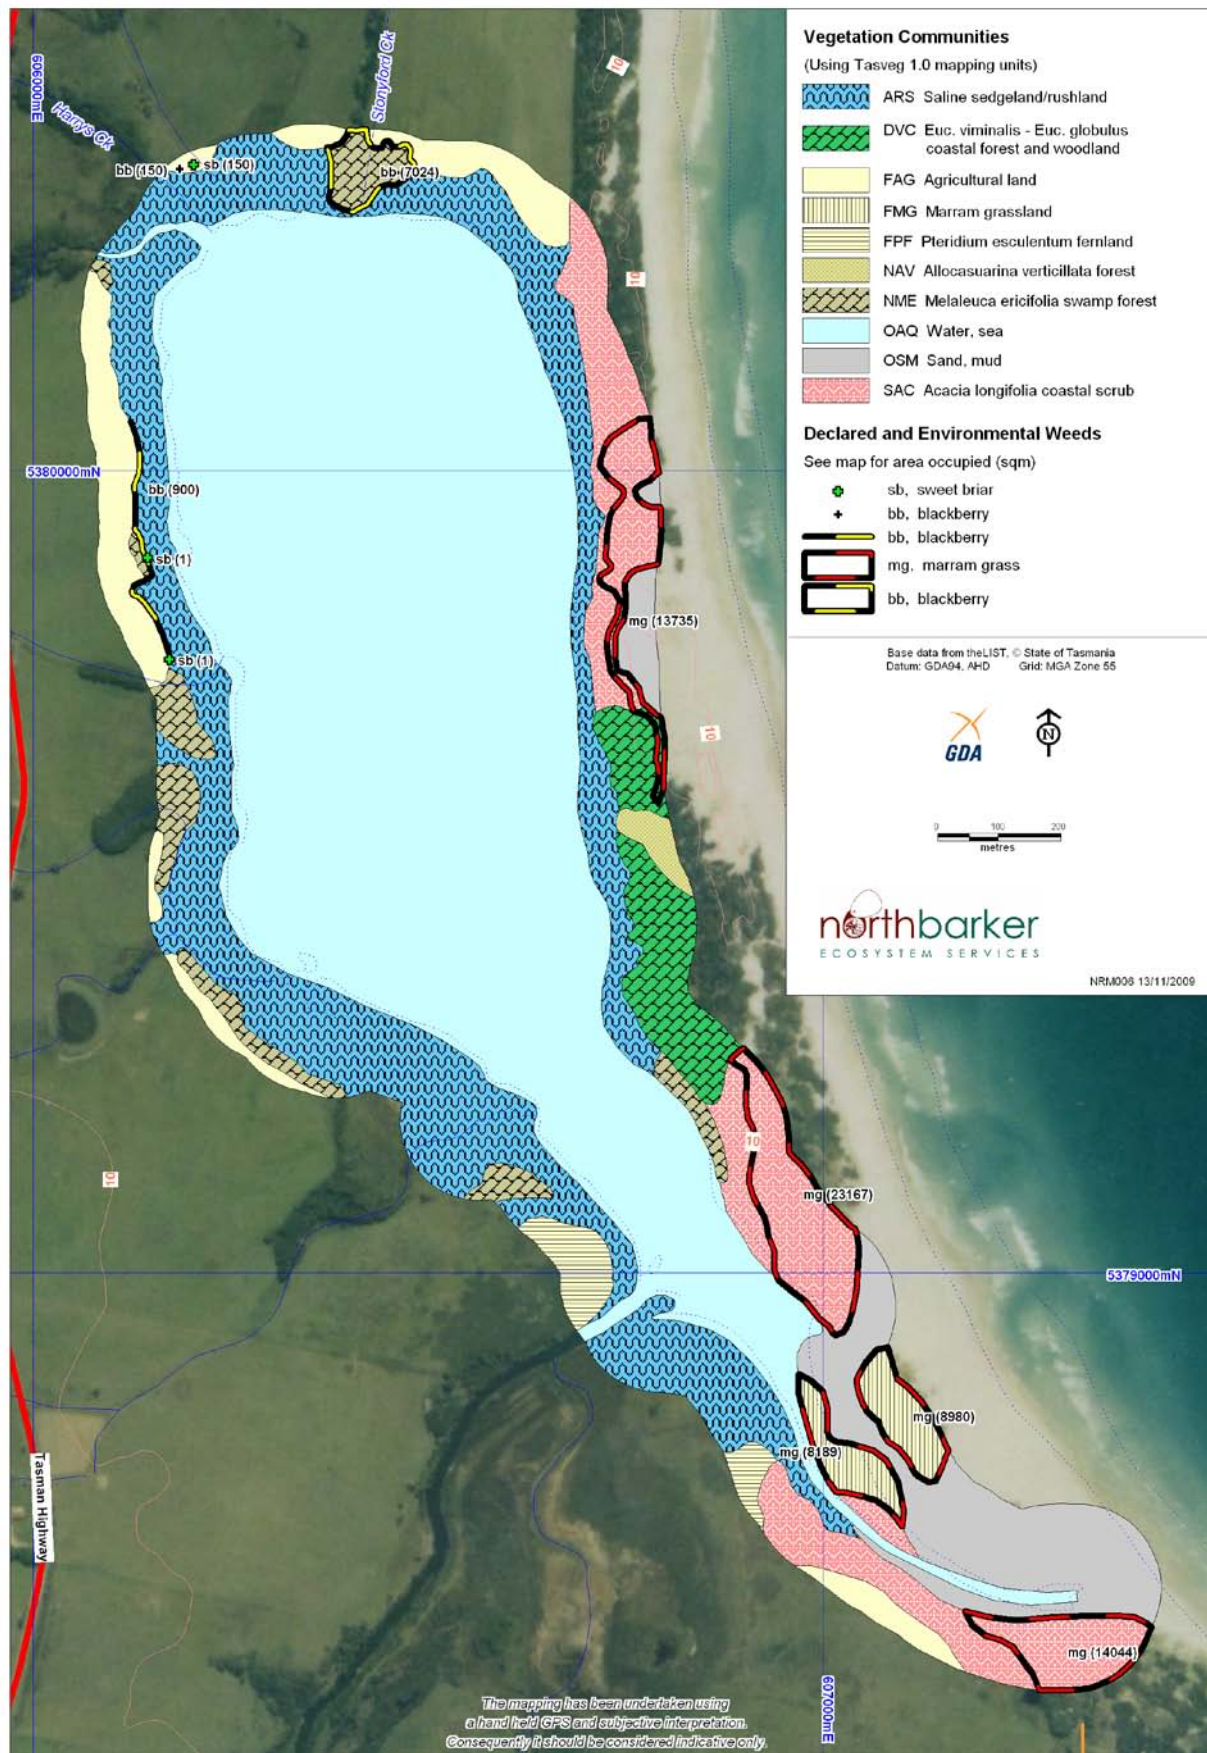 Vegetation Communities
(Using Tasveg 1.0 mapping units)
ARS Saline sedgeland/rushland
DVC Euc. viminalis - Euc. globulus
coastal forest and woodland
FAG Agricultural land
FMG Marram grassland
FPF Pteridium esculentum fernland
NAV Allocasuarina verticillata forest
NME Melaleuca ericifolia swamp forest
OAQ Water, sea
OSM Sand, mud
SAC Acacia longifolia coastal scrub
Declared and Environmental Weeds
See map for area occupied (sqm)
sb, sweet briar
bb, blackberry
bb, blackberry
mg, marram grass
bb, blackberry
Base data from theLIST, © State of Tasmania
Datum: GDA94, AHD Grid: MGA Zone 55
GDA
N
0 100 200
metres
northbarker
ECOSYSTEM SERVICES
NRM006 13/11/2009
606000mE
Harrys Ck
Stonyford Ck
10
bb (150)
sb (150)
bb (7024)
10
5380000mN
bb (900)
sb (1)
mg (13735)
sb (1)
10
10
10
mg (23167)
5379000mN
mg (8980)
mg (8189)
Tasman Highway
mg (14044)
607000mE
The mapping has been undertaken using
a hand held GPS and subjective interpretation.
Consequently it should be considered indicative only.